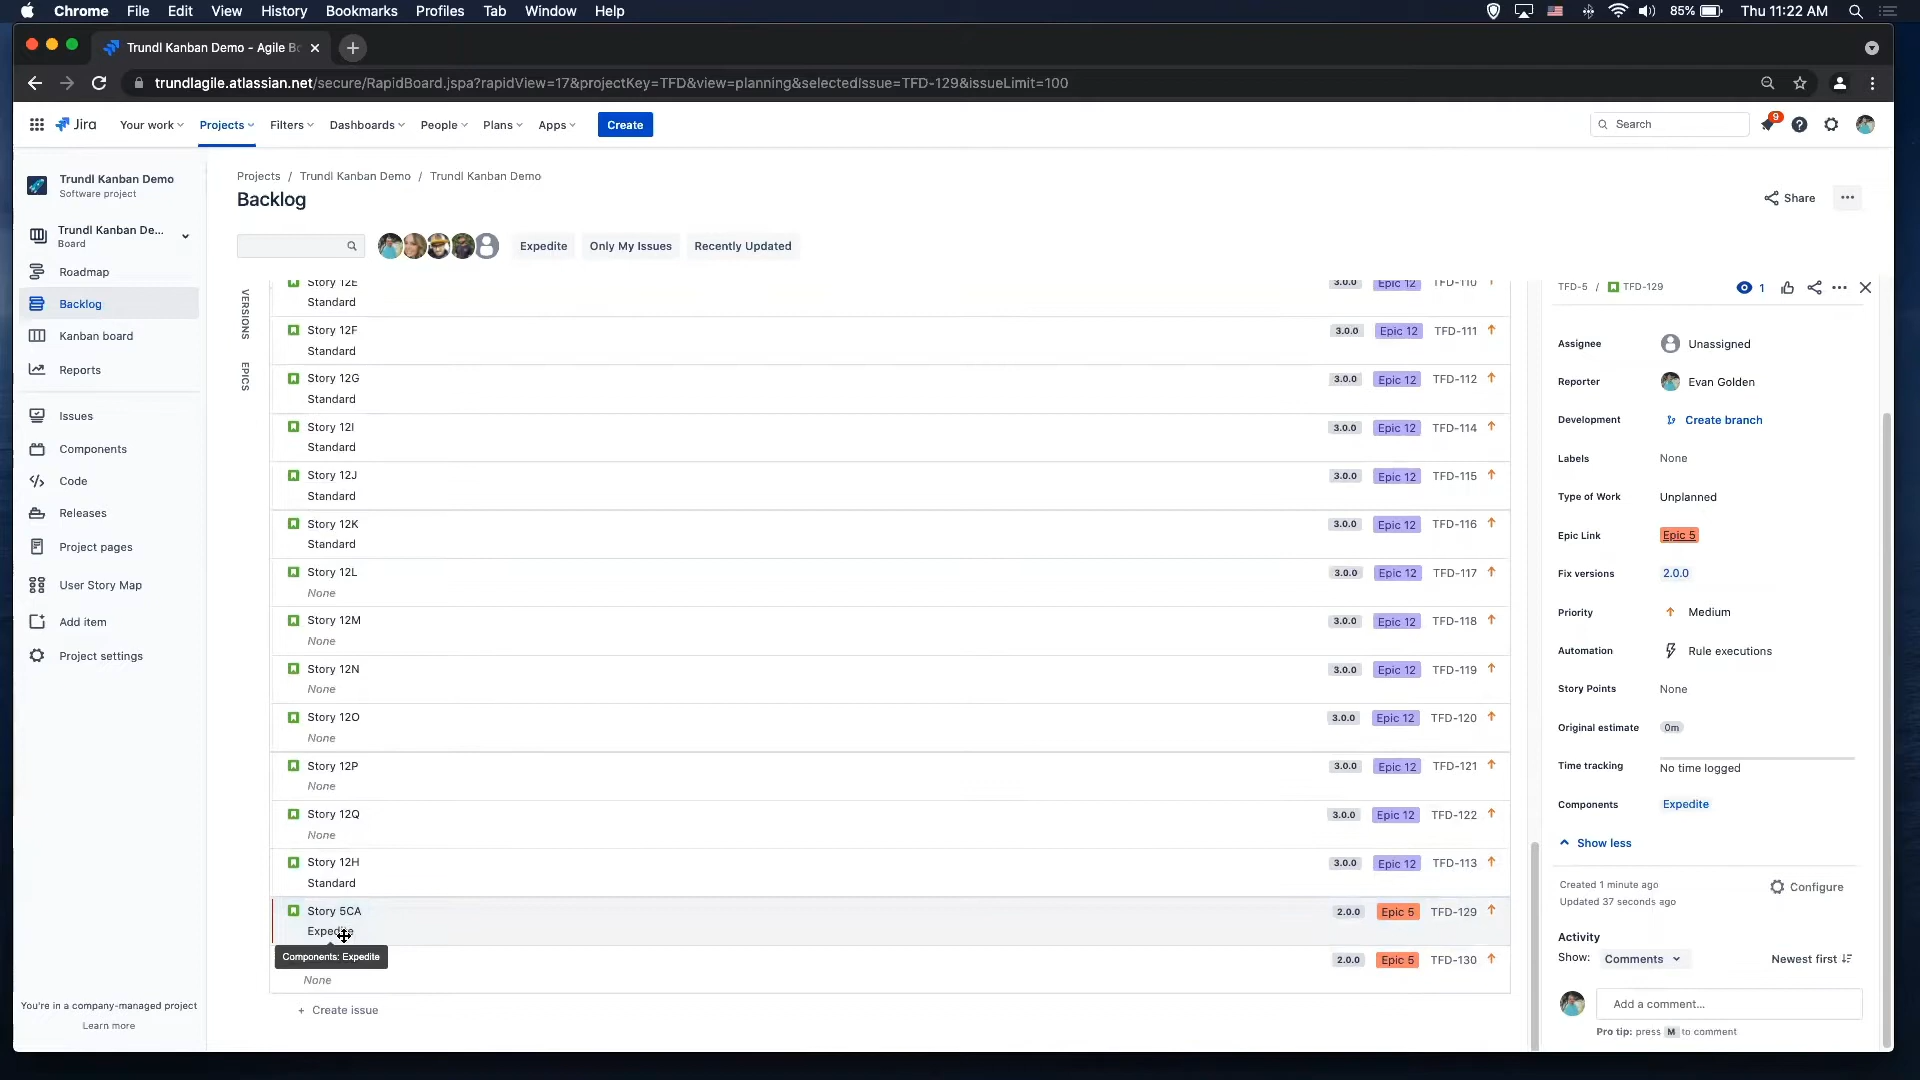 Chrome File Edit View History Bookmarks Profiles Tab Window Help
85% Thu 11:22 AM
Trundl Kanban Demo - Agile Bo
trundlagile.atlassian.net/secure/RapidBoard.jspa?rapidView=17&projectKey=TFD&view=planning&selectedIssue=TFD-129&issueLimit=100
Jira Your work Projects Filters Dashboards People Plans Apps Create
Search
9
Trundl Kanban Demo
Software project
Trundl Kanban De...
Board
Roadmap
Backlog
Kanban board
Reports
Issues
Components
Code
Releases
Project pages
User Story Map
Add item
Project settings
You're in a company-managed project
Learn more
Projects / Trundl Kanban Demo / Trundl Kanban Demo
Backlog
Share
Expedite Only My Issues Recently Updated
VERSIONS
EPICS
Story 12E 3.0.0 Epic 12 TFD-110
Standard
Story 12F 3.0.0 Epic 12 TFD-111
Standard
Story 12G 3.0.0 Epic 12 TFD-112
Standard
Story 12I 3.0.0 Epic 12 TFD-114
Standard
Story 12J 3.0.0 Epic 12 TFD-115
Standard
Story 12K 3.0.0 Epic 12 TFD-116
Standard
Story 12L 3.0.0 Epic 12 TFD-117
None
Story 12M 3.0.0 Epic 12 TFD-118
None
Story 12N 3.0.0 Epic 12 TFD-119
None
Story 12O 3.0.0 Epic 12 TFD-120
None
Story 12P 3.0.0 Epic 12 TFD-121
None
Story 12Q 3.0.0 Epic 12 TFD-122
None
Story 12H 3.0.0 Epic 12 TFD-113
Standard
Story 5CA 2.0.0 Epic 5 TFD-129
Expedite
Components: Expedite
2.0.0 Epic 5 TFD-130
None
+ Create issue
TFD-5 / TFD-129 1
Assignee Unassigned
Reporter Evan Golden
Development Create branch
Labels None
Type of Work Unplanned
Epic Link Epic 5
Fix versions 2.0.0
Priority Medium
Automation Rule executions
Story Points None
Original estimate 0m
Time tracking No time logged
Components Expedite
Show less
Created 1 minute ago
Configure
Updated 37 seconds ago
Activity
Show: Comments Newest first
Add a comment...
Pro tip: press M to comment